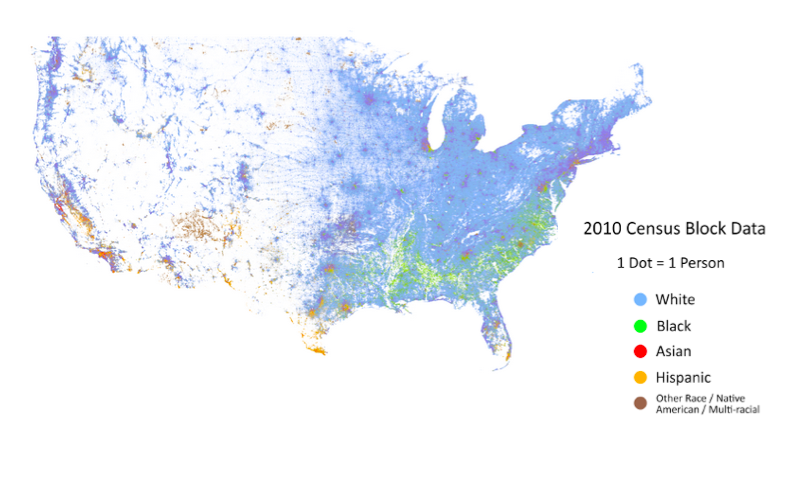 2010 Census Block Data
1 Dot = 1 Person
White
Black
Asian
Hispanic
Other Race / Native
American / Multi-racial